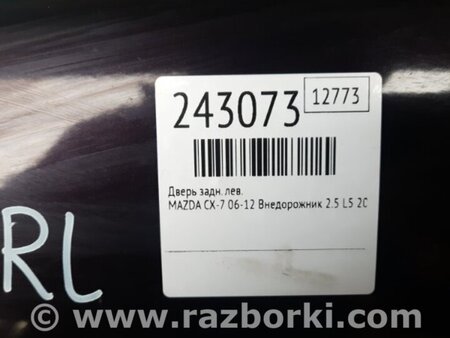 243073
12773
Дверь задн. лев.
MAZDA CX-7 06-12 Внедорожник 2.5 L5 2C
RL
© www.razborki.com